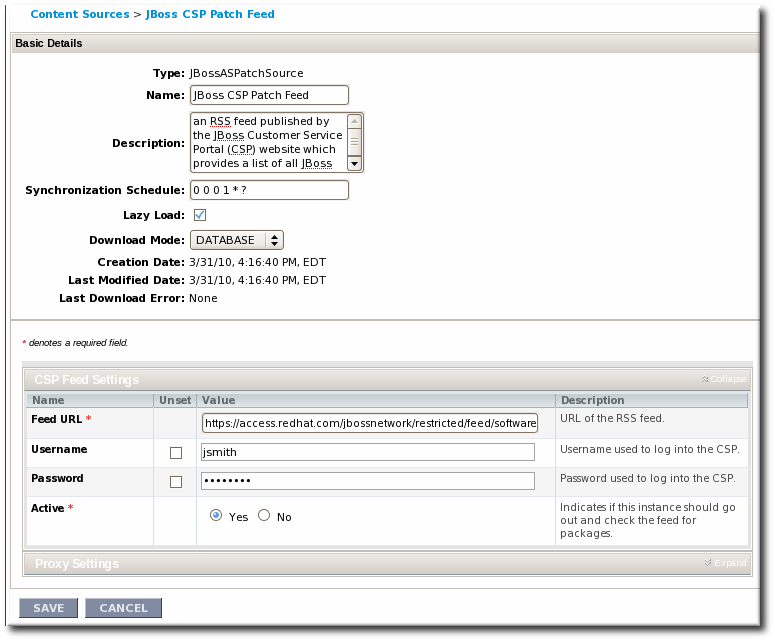 Content Sources > JBoss CSP Patch Feed
Basic Details
Type: JBossASPatchSource
Name: JBoss CSP Patch Feed
Description: an RSS feed published by
the JBoss Customer Service
Portal (CSP) website which
provides a list of all JBoss
Synchronization Schedule: 0 0 0 1 * ?
Lazy Load:
Download Mode: DATABASE
Creation Date: 3/31/10, 4:16:40 PM, EDT
Last Modified Date: 3/31/10, 4:16:40 PM, EDT
Last Download Error: None
* denotes a required field.
CSP Feed Settings Collapse
Name Unset Value Description
Feed URL * https://access.redhat.com/jbossnetwork/restricted/feed/software URL of the RSS feed.
Username jsmith Username used to log into the CSP.
Password •••••••• Password used to log into the CSP.
Active * Yes No Indicates if this instance should go
out and check the feed for
packages.
Proxy Settings Expand
SAVE CANCEL